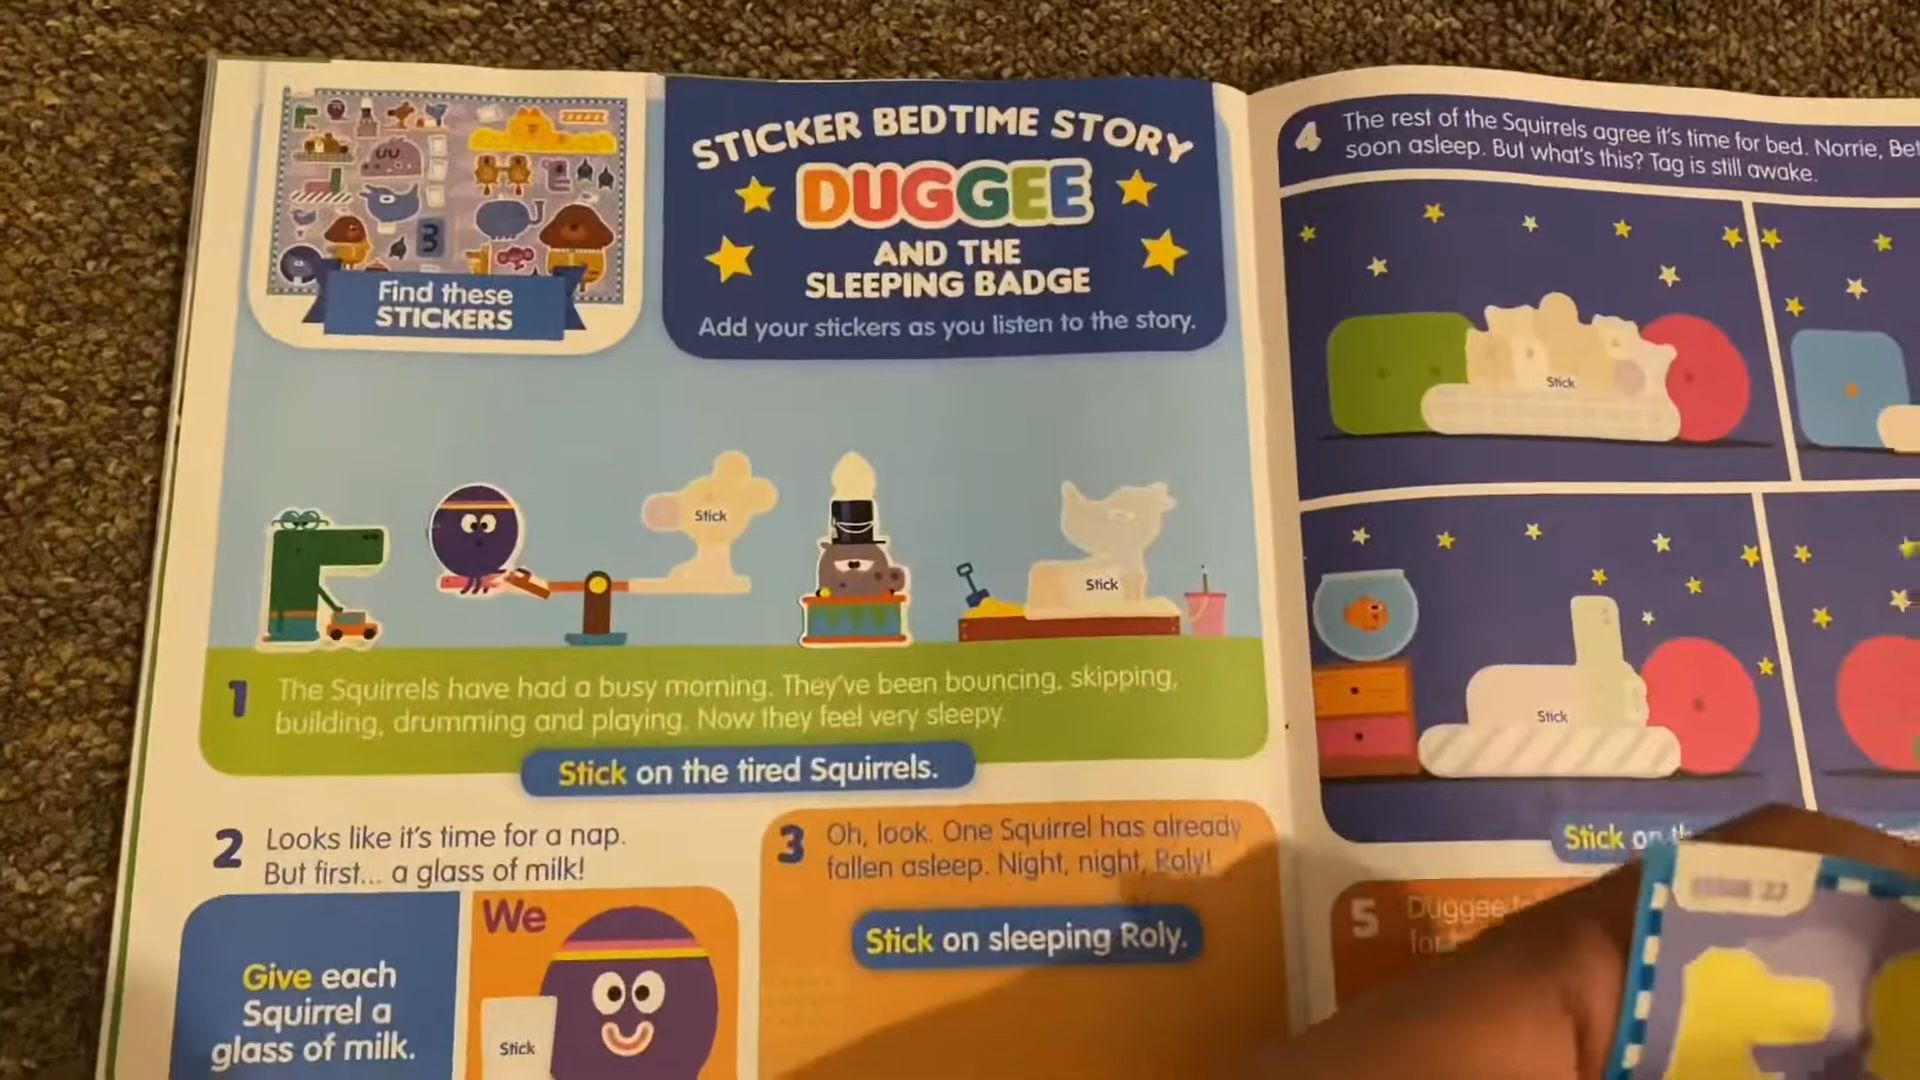 Find these
STICKERS
STICKER BEDTIME STORY
DUGGEE
AND THE
SLEEPING BADGE
Add your stickers as you listen to the story.
Stick
Stick
1 The Squirrels have had a busy morning. They've been bouncing, skipping,
building, drumming and playing. Now they feel very sleepy.
Stick on the tired Squirrels.
2 Looks like it's time for a nap.
But first... a glass of milk!
Give each
Squirrel a
glass of milk.
We
Stick
3 Oh, look. One Squirrel has already
fallen asleep. Night, night, Roly!
Stick on sleeping Roly.
4 The rest of the Squirrels agree it's time for bed. Norrie, Bet
soon asleep. But what's this? Tag is still awake.
Stick
Stick
Stick on
5 Duggee
3